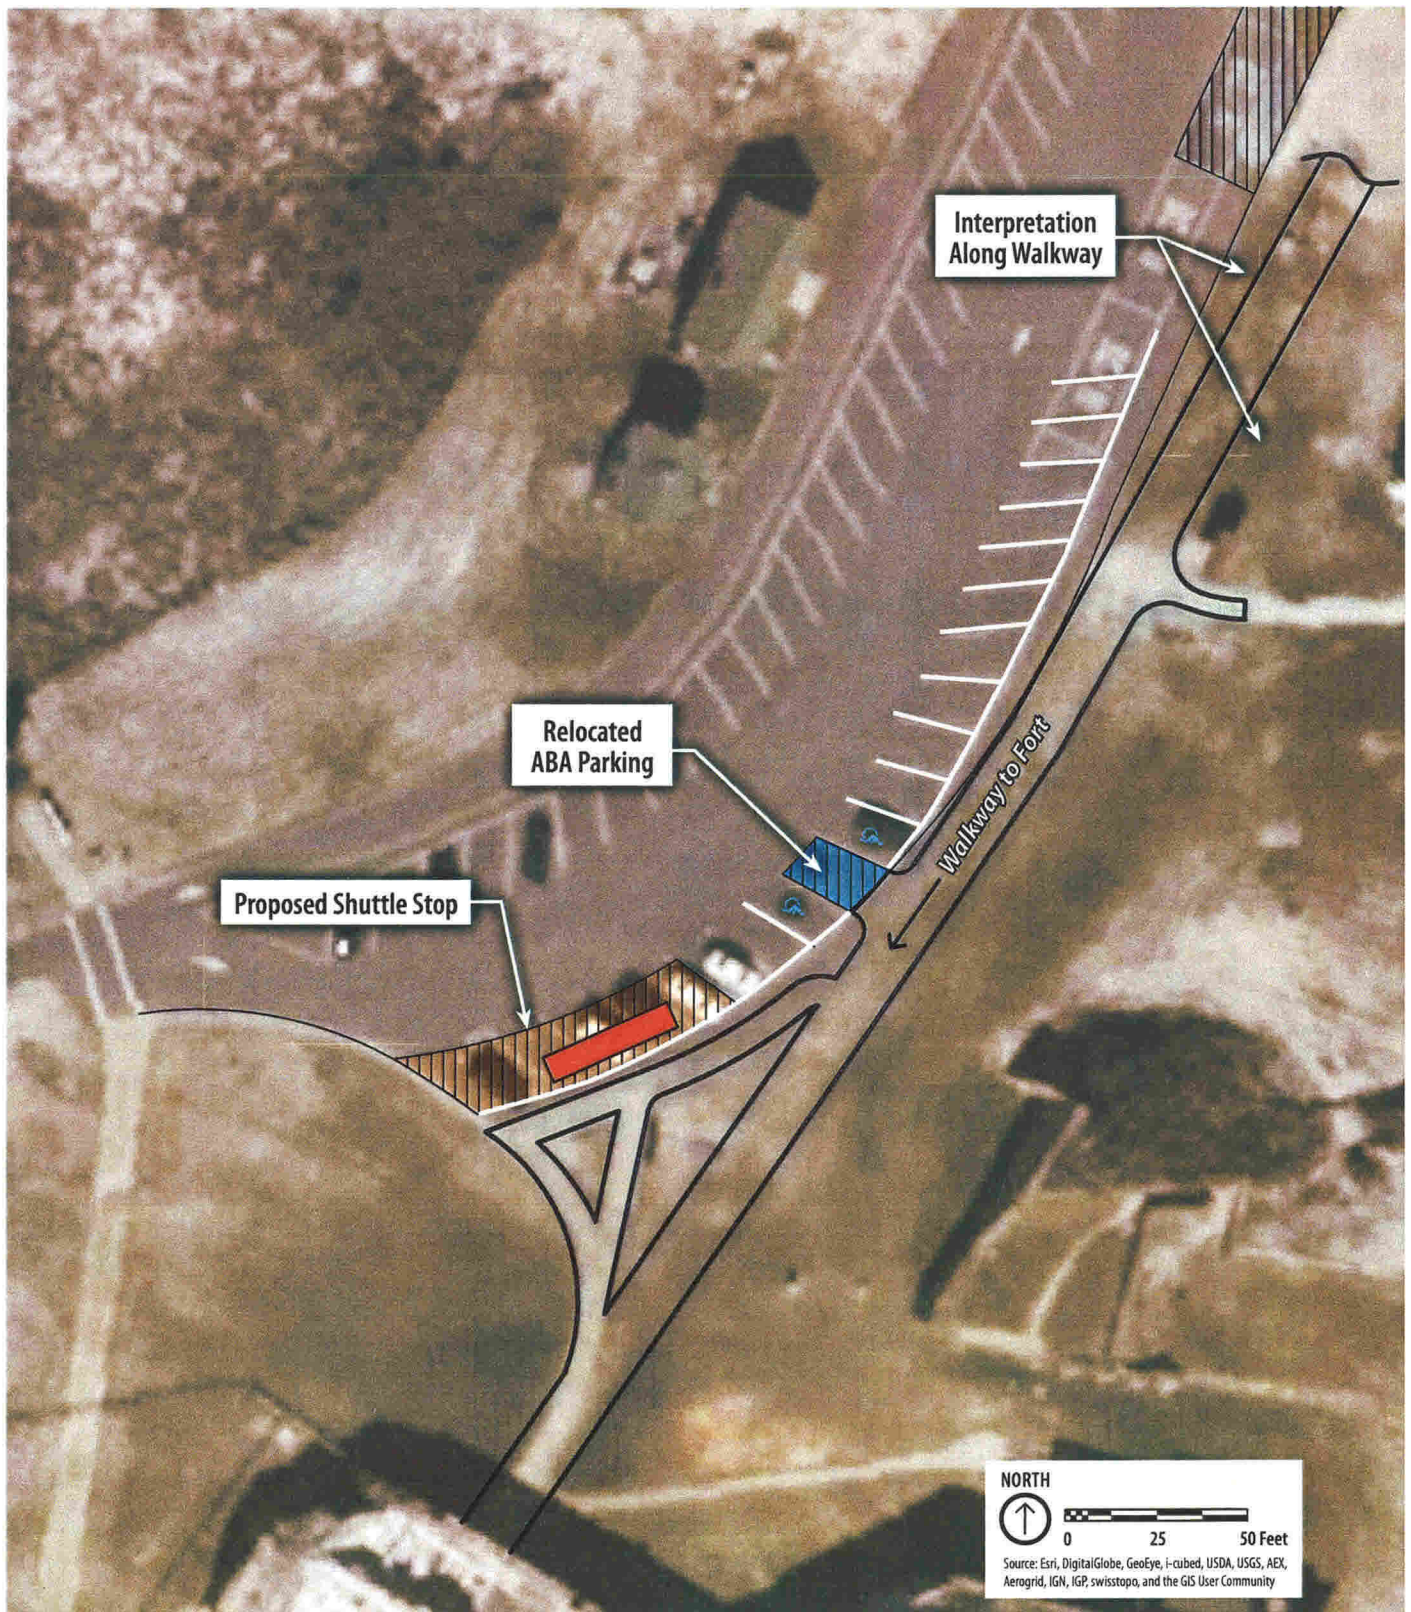 Interpretation
Along Walkway
Relocated
ABA Parking
Walkway to Fort
Proposed Shuttle Stop
NORTH
0 25 50 Feet
Source: Esri, DigitalGlobe, GeoEye, i-cubed, USDA, USGS, AEX,
Aerogrid, IGN, IGP, swisstopo, and the GIS User Community